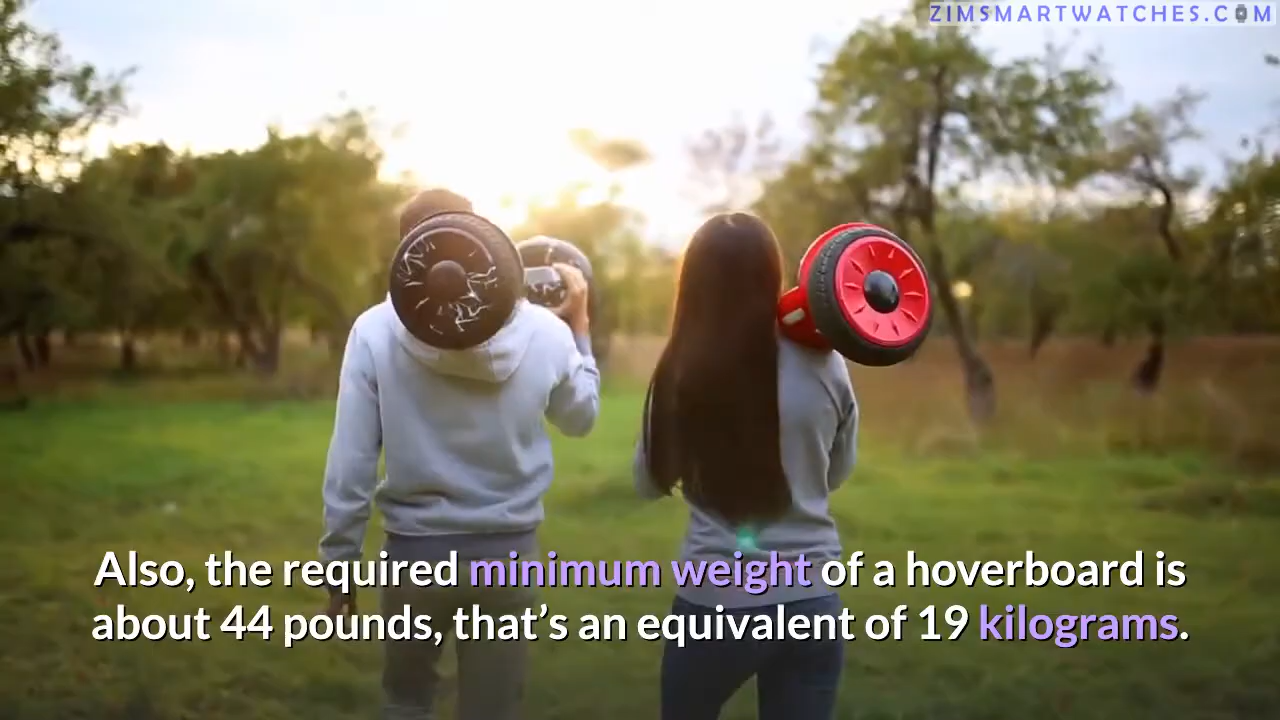 ZIMSMARTWATCHES.COM
Also, the required minimum weight of a hoverboard is
about 44 pounds, that's an equivalent of 19 kilograms.